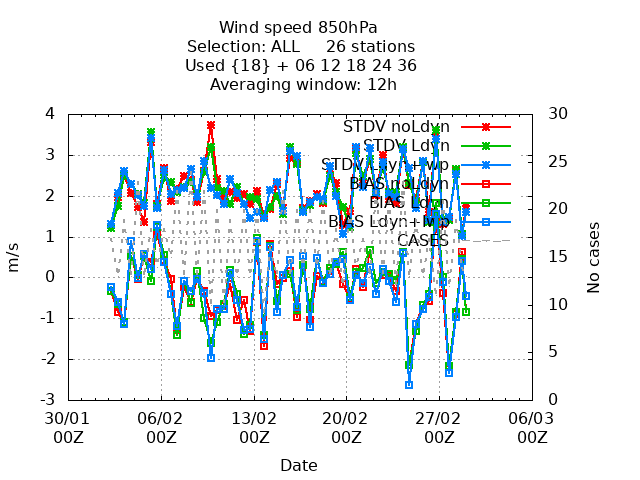 Wind speed 850hPa
Selection: ALL 26 stations
Used {18} + 06 12 18 24 36
Averaging window: 12h
4
3
2
1
0
-1
-2
-3
m/s
30
25
20
15
10
5
0
No cases
STDV noLdyn
STDV Ldyn
STDV Ldyn+lwp
BIAS noLdyn
BIAS Ldyn
BIAS Ldyn+lwp
CASES
30/01 06/02 13/02 20/02 27/02 06/03
00Z 00Z 00Z 00Z 00Z 00Z
Date